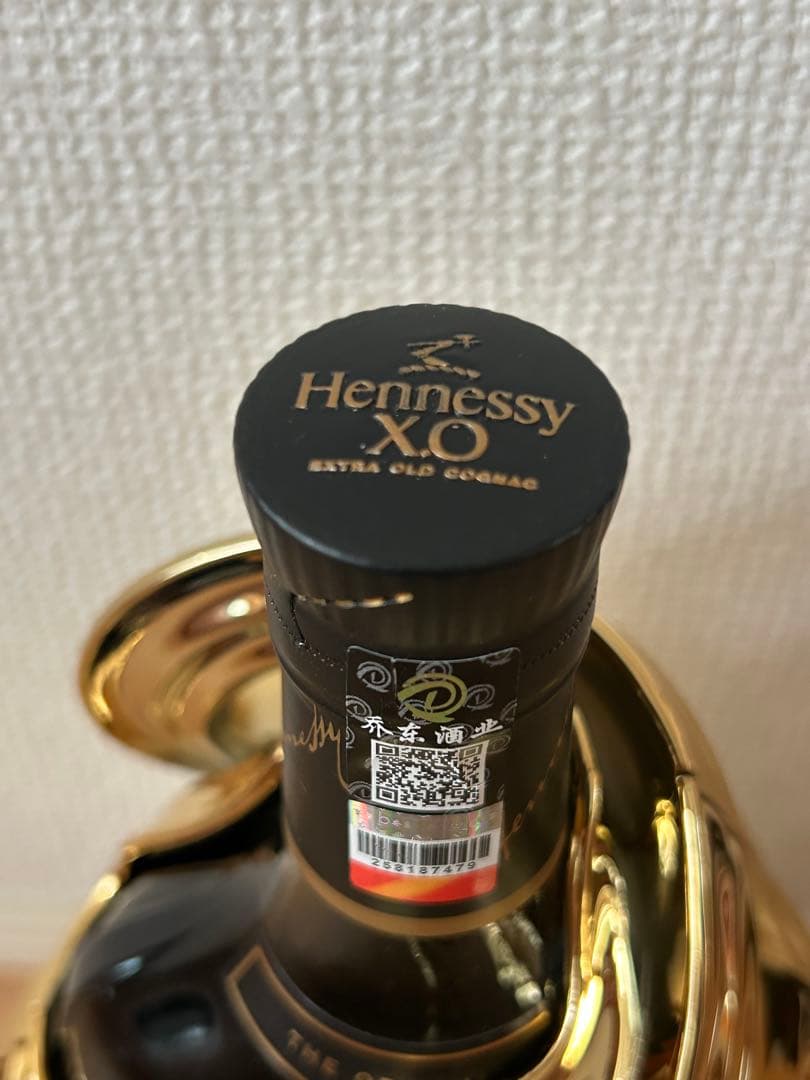 Hennessy
X.O
EXTRA OLD COGNAC
乔东酒业
258187479
THE